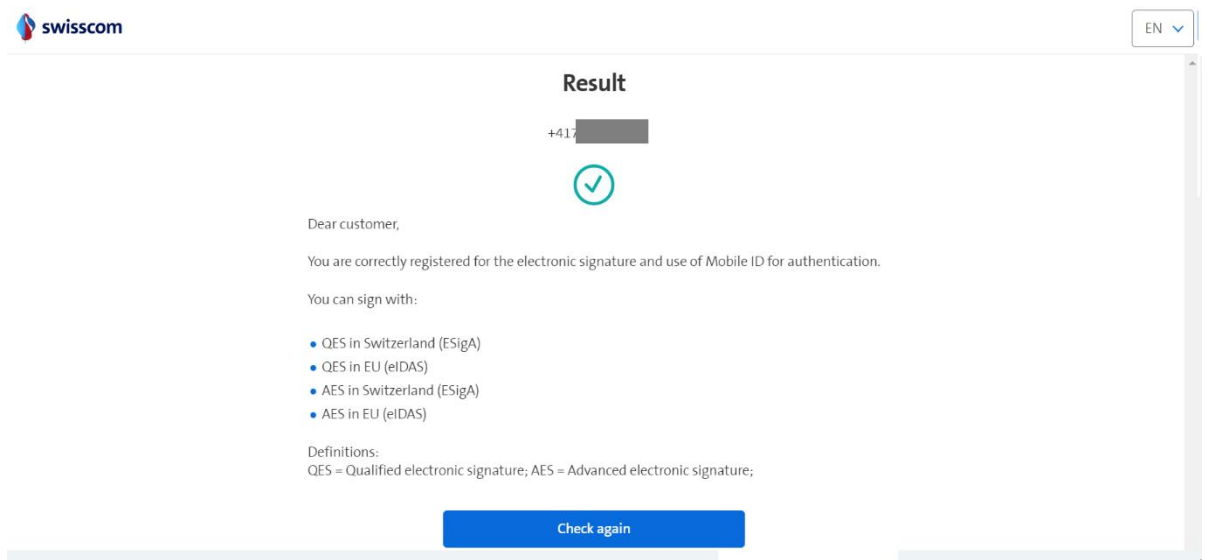 swisscom
EN
Result
+417
Dear customer,
You are correctly registered for the electronic signature and use of Mobile ID for authentication.
You can sign with:
QES in Switzerland (ESigA)
QES in EU (eIDAS)
AES in Switzerland (ESigA)
AES in EU (eIDAS)
Definitions:
QES = Qualified electronic signature; AES = Advanced electronic signature;
Check again